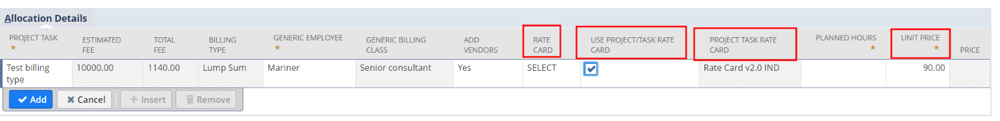 Allocation Details
PROJECT TASK *
ESTIMATED FEE
TOTAL FEE
BILLING TYPE
GENERIC EMPLOYEE *
GENERIC BILLING CLASS
ADD VENDORS
RATE CARD
USE PROJECT/TASK RATE CARD
PROJECT TASK RATE CARD
PLANNED HOURS *
UNIT PRICE *
PRICE
Test billing type
10000.00
1140.00
Lump Sum
Mariner
Senior consultant
Yes
SELECT
Rate Card v2.0 IND
90.00
Add
Cancel
Insert
Remove